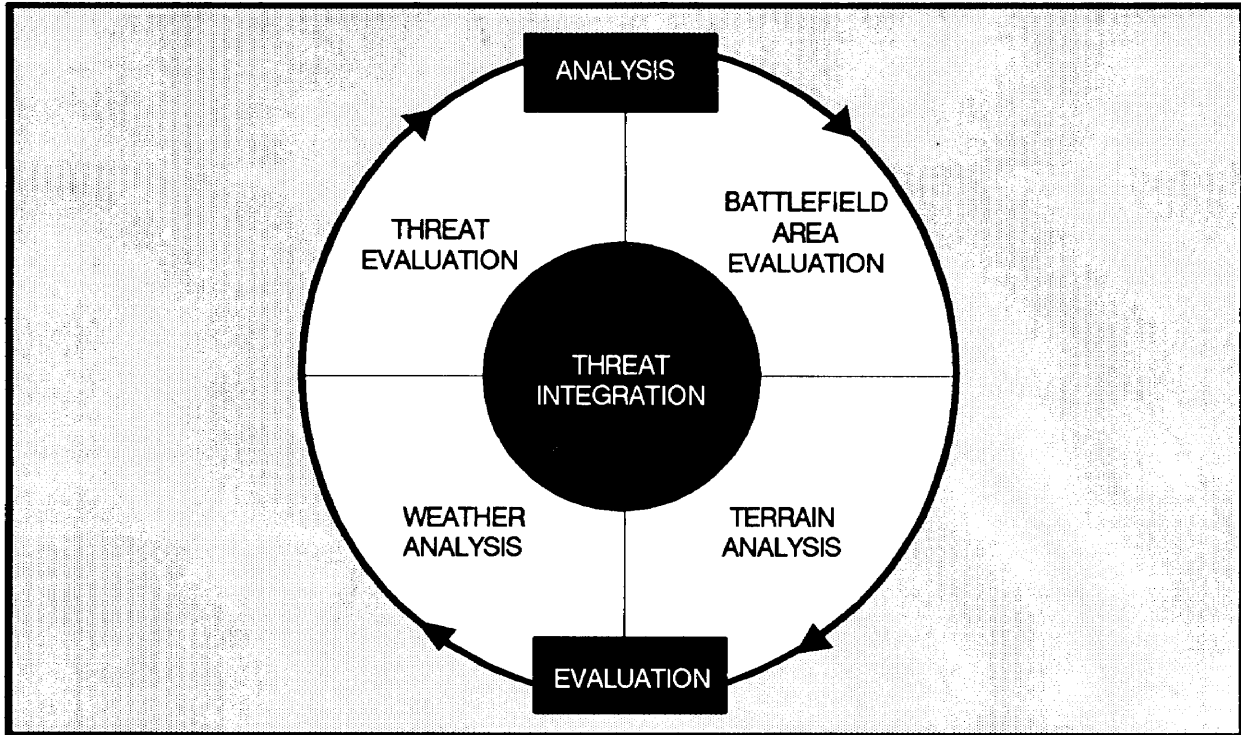 ANALYSIS
THREAT
EVALUATION
BATTLEFIELD
AREA
EVALUATION
THREAT
INTEGRATION
WEATHER
ANALYSIS
TERRAIN
ANALYSIS
EVALUATION